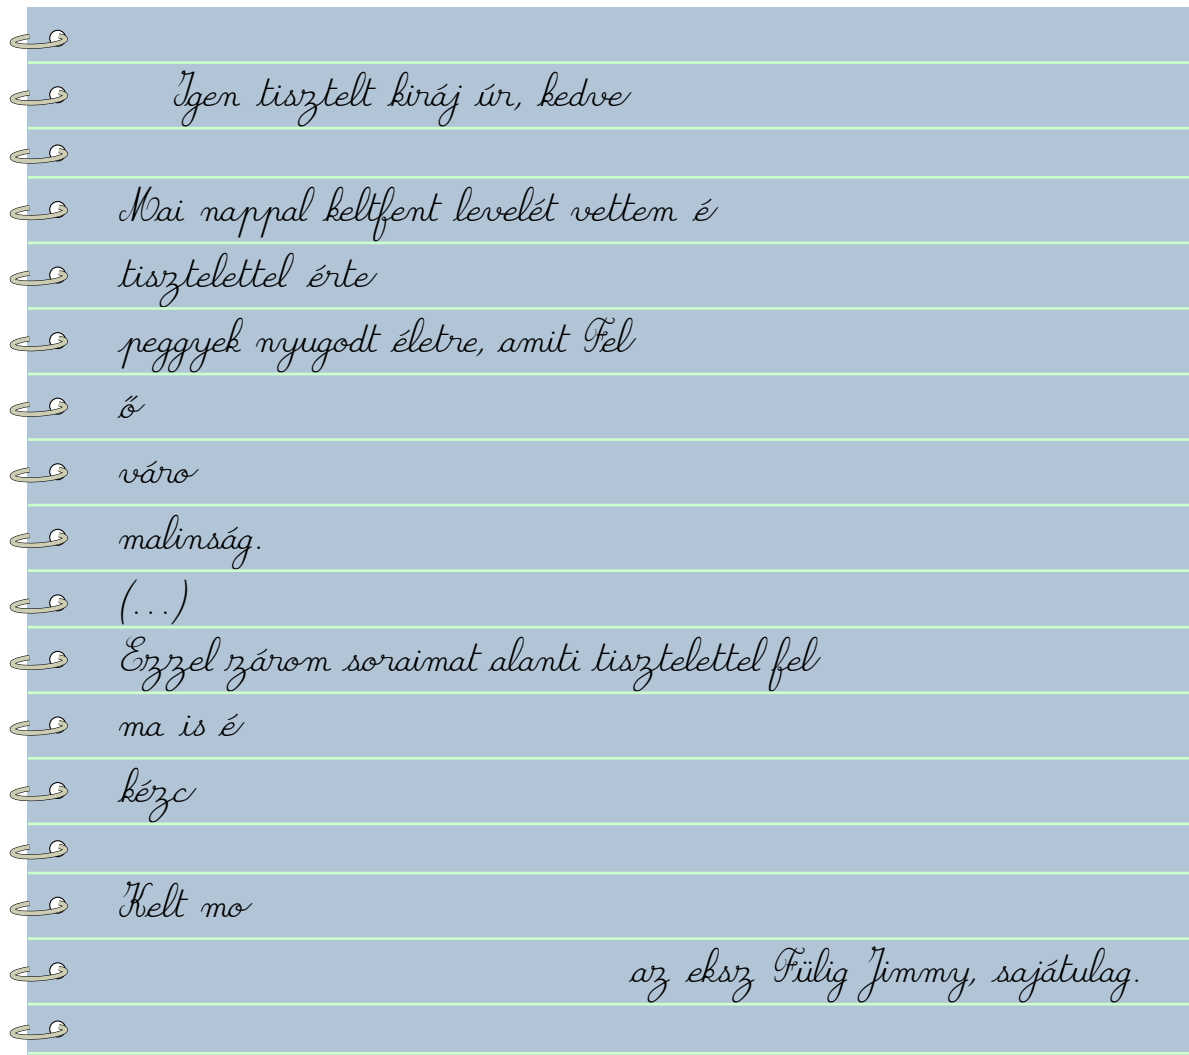 Igen tisztelt kiráj úr, kedve
Mai nappal keltfent levelét vettem é
tisztelettel érte
peggyek nyugodt életre, amit Fel
ő
váro
malinság.
(...)
Ezzel zárom soraimat alanti tisztelettel fel
ma is é
kézc
Kelt mo
az eksz Fülig Jimmy, sajátulag.